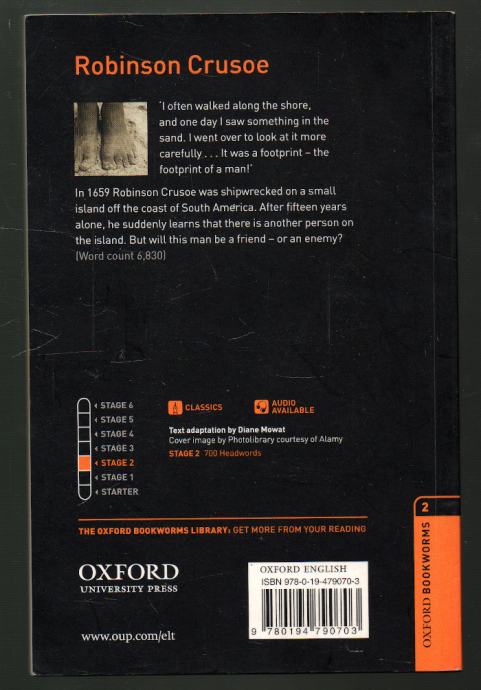 Robinson Crusoe
'I often walked along the shore,
and one day I saw something in the
sand. I went over to look at it more
carefully . . . It was a footprint – the
footprint of a man!'
In 1659 Robinson Crusoe was shipwrecked on a small
island off the coast of South America. After fifteen years
alone, he suddenly learns that there is another person on
the island. But will this man be a friend – or an enemy?
(Word count 6,830)
STAGE 6
STAGE 5
STAGE 4
STAGE 3
STAGE 2
STAGE 1
STARTER
CLASSICS
AUDIO
AVAILABLE
Text adaptation by Diane Mowat
Cover image by Photolibrary courtesy of Alamy
STAGE 2 700 Headwords
THE OXFORD BOOKWORMS LIBRARY: GET MORE FROM YOUR READING
OXFORD
UNIVERSITY PRESS
www.oup.com/elt
OXFORD ENGLISH
ISBN 978-0-19-479070-3
9 780194 790703
2
OXFORD BOOKWORMS